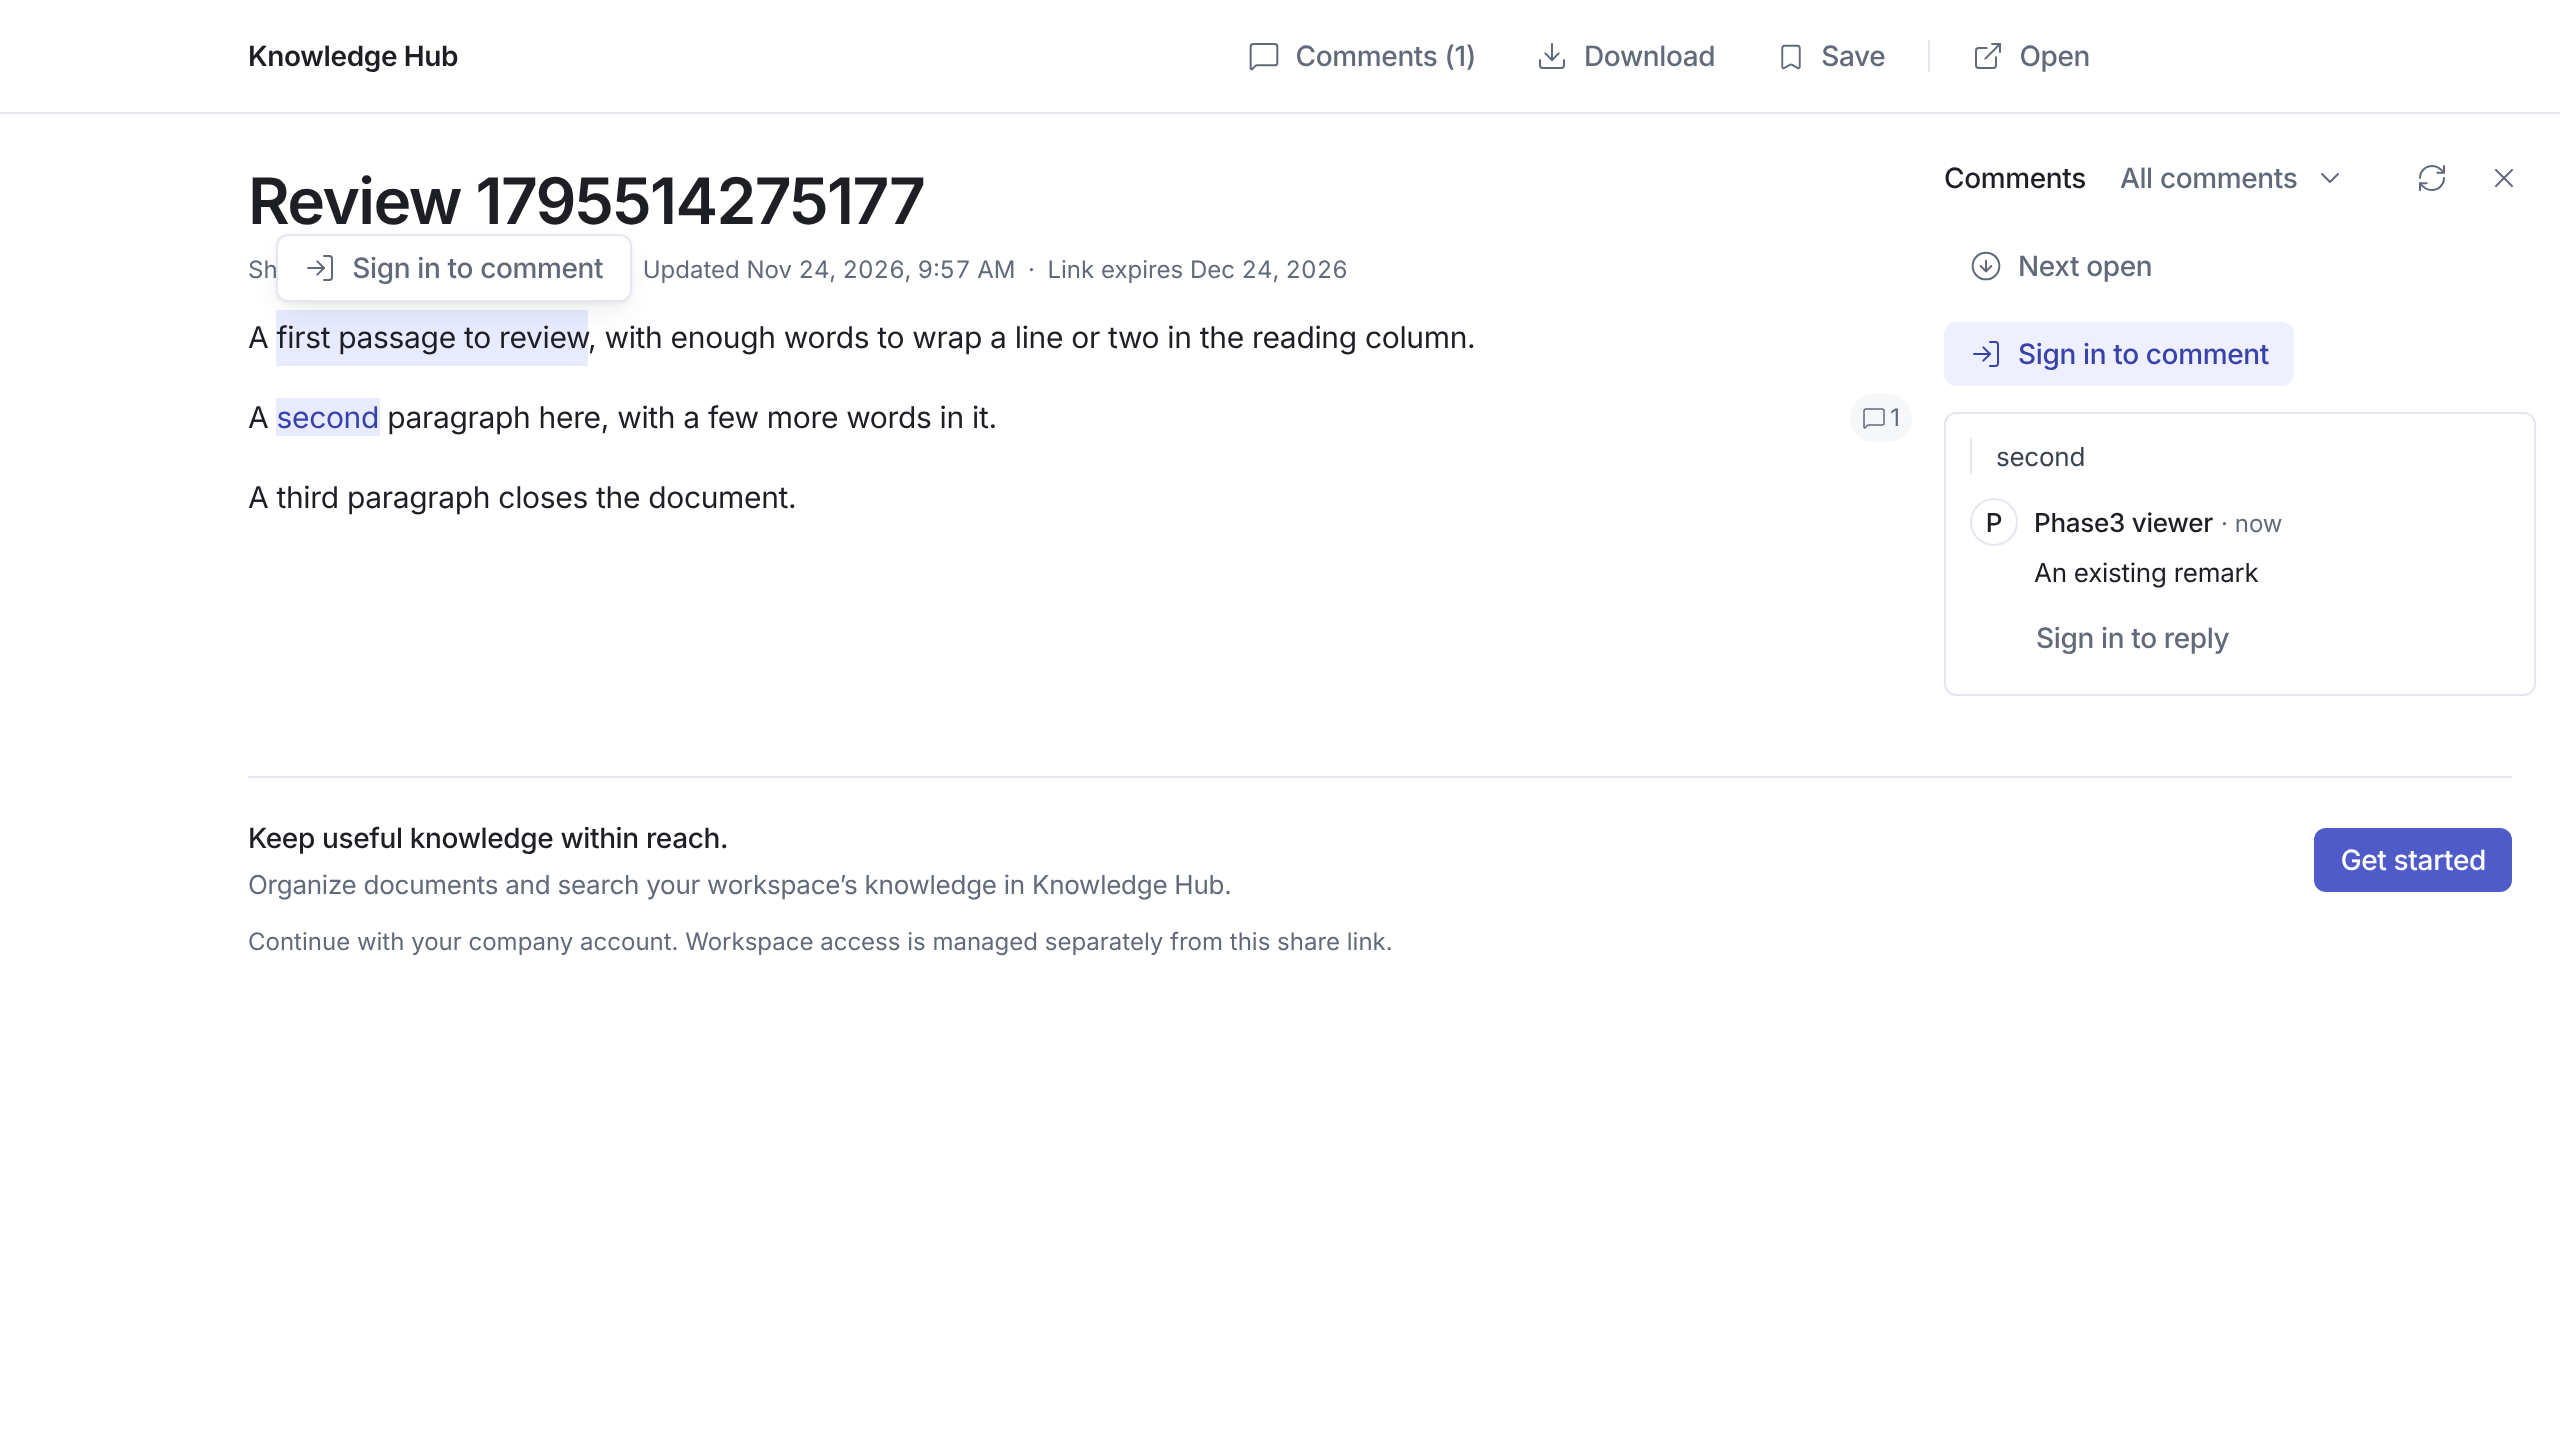 Knowledge Hub
Comments (1)
Download
Save
Open
Review 1795514275177
Sign in to comment
Updated Nov 24, 2026, 9:57 AM · Link expires Dec 24, 2026
A first passage to review, with enough words to wrap a line or two in the reading column.
A second paragraph here, with a few more words in it.
1
A third paragraph closes the document.
Comments
All comments
Next open
Sign in to comment
second
P
Phase3 viewer · now
An existing remark
Sign in to reply
Keep useful knowledge within reach.
Organize documents and search your workspace’s knowledge in Knowledge Hub.
Continue with your company account. Workspace access is managed separately from this share link.
Get started